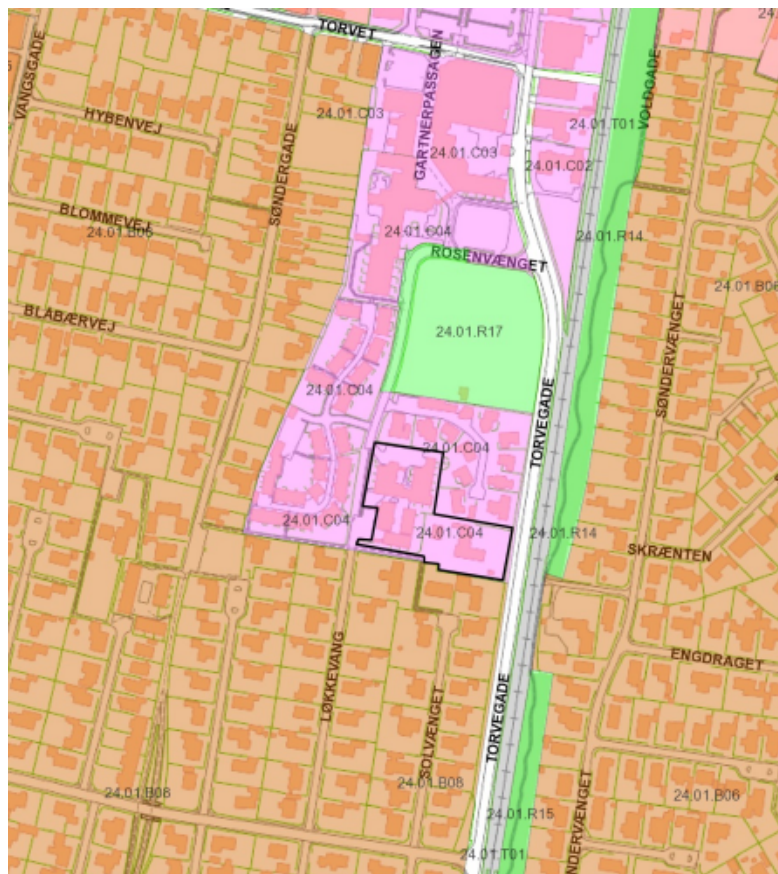 24.
TORVET
VANGSGADE
GARTNERPASSAGEN
VOLDGADE
24.01.C03
HYBENVEJ
24.01.T01
SØNDERGADE
24.01.C03
24.01.C02
BLOMMEVEJ
24.01.B06
24.01.C04
24.01.R14
ROSENVÆNGET
24.01.B06
BLABÆRVEJ
24.01.R17
SØNDERVÆNGET
24.01.C04
TORVEGADE
24.01.C04
24.01.C04
24.01.C04
24.01.R14
SKRÆNTEN
ENGDRAGET
LØKKEVANG
SOLVÆNGET
TORVEGADE
24.01.B08
24.01.B08
24.01.B06
24.01.R15
NDERVÆNGET
24.01.T01